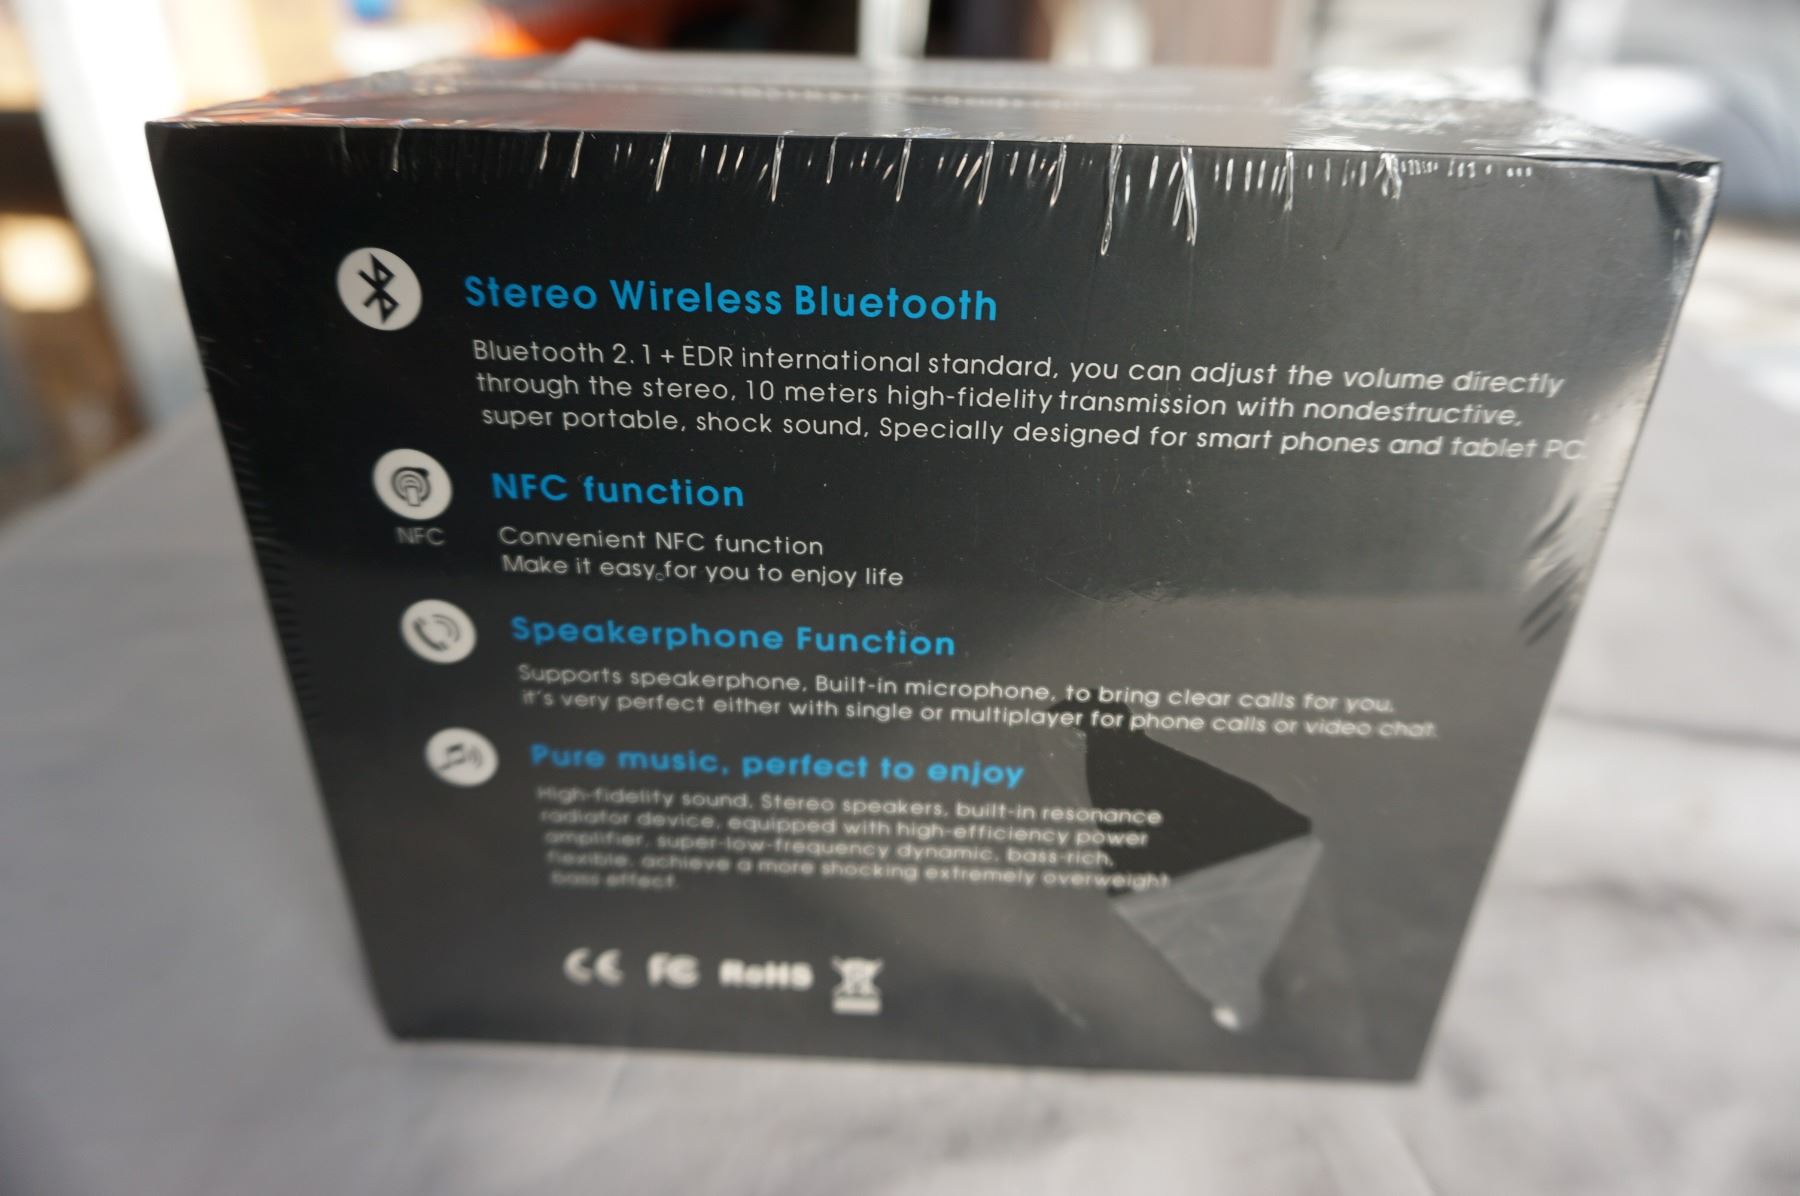 Stereo Wireless Bluetooth
Bluetooth 2.1 + EDR international standard, you can adjust the volume directly
through the stereo, 10 meters high-fidelity transmission with nondestructive,
super portable, shock sound, Specially designed for smart phones and tablet PC
NFC function
NFC
Convenient NFC function
Make it easy for you to enjoy life
Speakerphone Function
Supports speakerphone, Built-in microphone, to bring clear calls for you.
it's very perfect either with single or multiplayer for phone calls or video chat.
Pure music, perfect to enjoy
High-fidelity sound, Stereo speakers, built-in resonance
radiator device, equipped with high-efficiency power
amplifier, super-low-frequency dynamic, bass-rich,
flexible, achieve a more shocking extremely overweight
bass effect.
CE FC RoHS